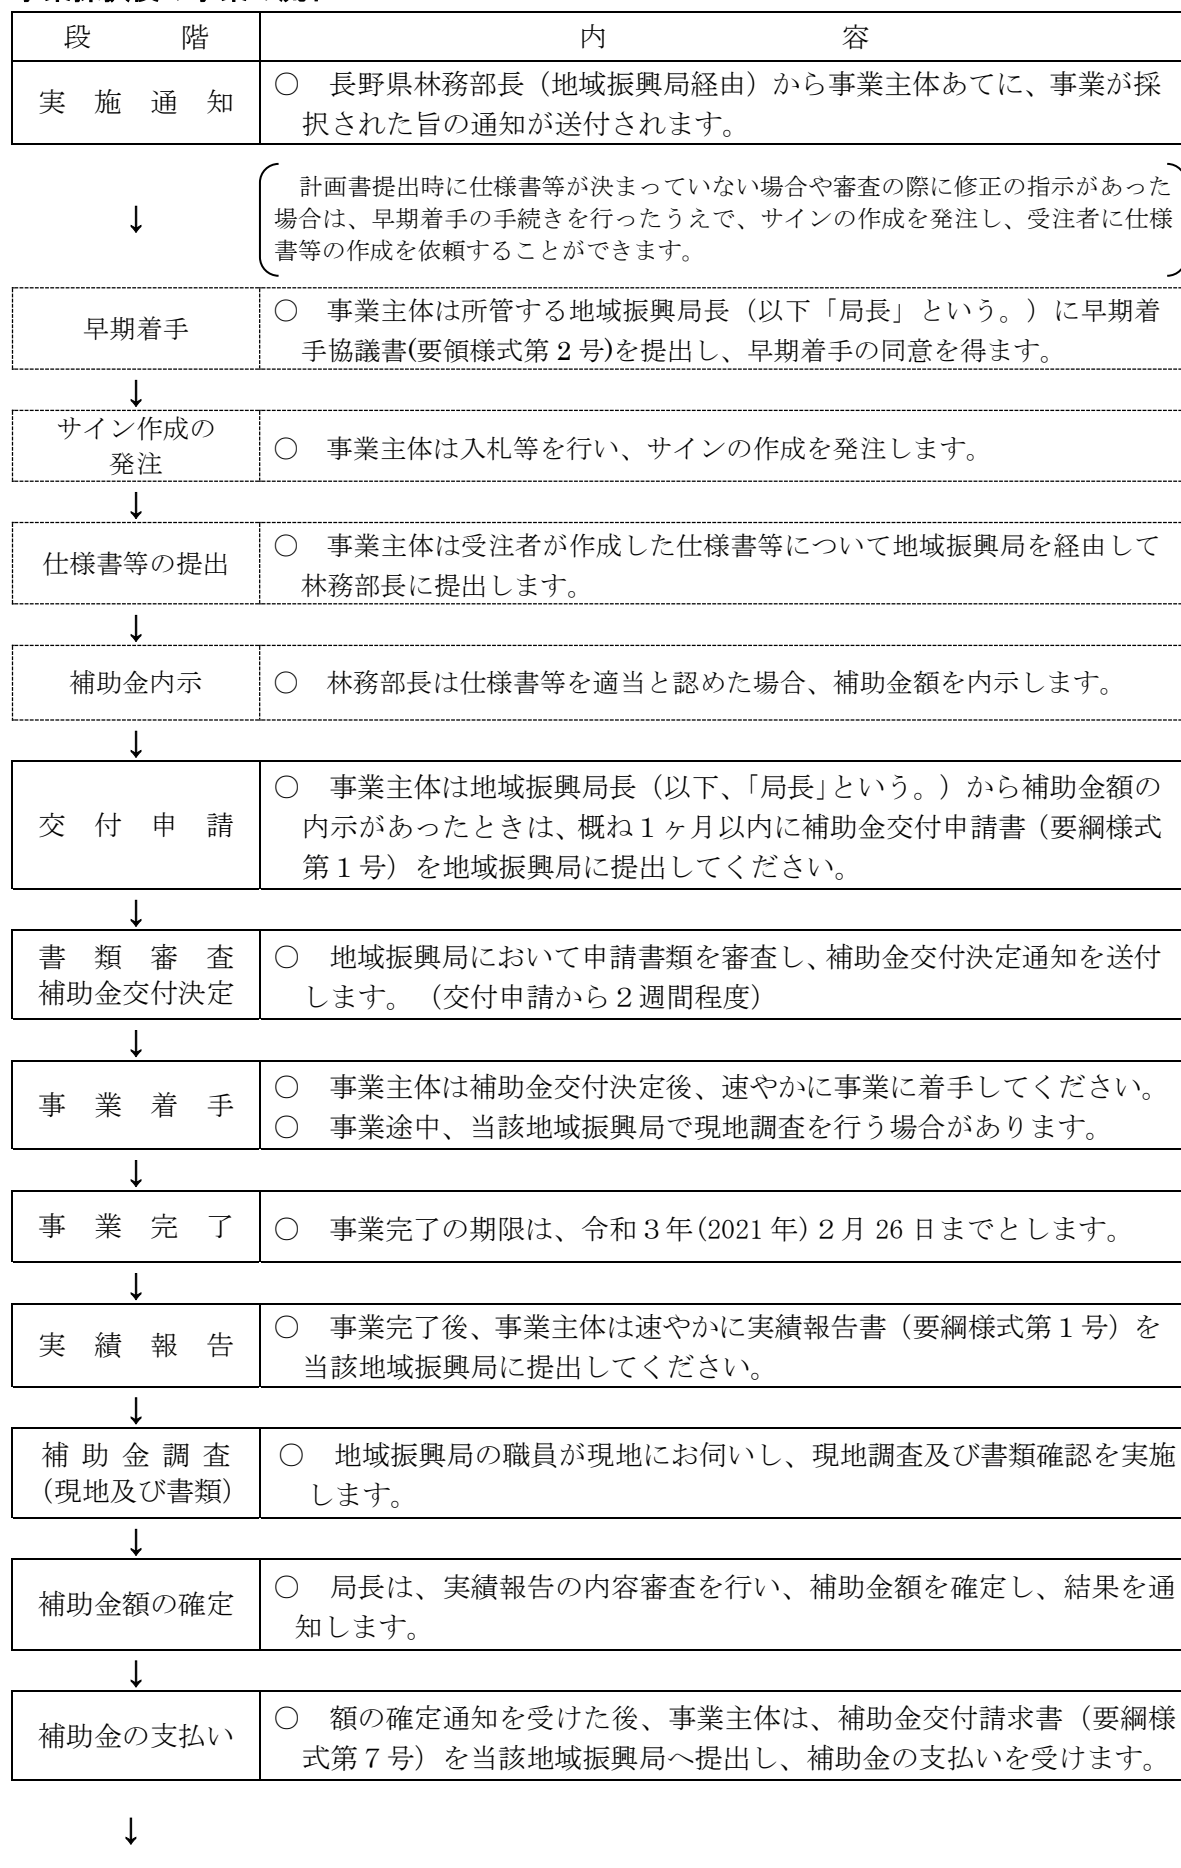 段　　階
内　　容
実　施　通　知
○　長野県林務部長（地域振興局経由）から事業主体あてに、事業が採
択された旨の通知が送付されます。
↓
計画書提出時に仕様書等が決まっていない場合や審査の際に修正の指示があった
場合は、早期着手の手続きを行ったうえで、サインの作成を発注し、受注者に仕様
書等の作成を依頼することができます。
早期着手
○　事業主体は所管する地域振興局長（以下「局長」という。）に早期着
手協議書(要領様式第２号)を提出し、早期着手の同意を得ます。
↓
サイン作成の
発注
○　事業主体は入札等を行い、サインの作成を発注します。
↓
仕様書等の提出
○　事業主体は受注者が作成した仕様書等について地域振興局を経由して
林務部長に提出します。
↓
補助金内示
○　林務部長は仕様書等を適当と認めた場合、補助金額を内示します。
↓
交　付　申　請
○　事業主体は地域振興局長（以下、「局長」という。）から補助金額の
内示があったときは、概ね１ヶ月以内に補助金交付申請書（要綱様式
第１号）を地域振興局に提出してください。
↓
書　類　審　査
補助金交付決定
○　地域振興局において申請書類を審査し、補助金交付決定通知を送付
します。（交付申請から２週間程度）
↓
事　業　着　手
○　事業主体は補助金交付決定後、速やかに事業に着手してください。
○　事業途中、当該地域振興局で現地調査を行う場合があります。
↓
事　業　完　了
○　事業完了の期限は、令和３年(2021 年)２月 26 日までとします。
↓
実　績　報　告
○　事業完了後、事業主体は速やかに実績報告書（要綱様式第１号）を
当該地域振興局に提出してください。
↓
補 助 金 調 査
（現地及び書類）
○　地域振興局の職員が現地にお伺いし、現地調査及び書類確認を実施
します。
↓
補助金額の確定
○　局長は、実績報告の内容審査を行い、補助金額を確定し、結果を通
知します。
↓
補助金の支払い
○　額の確定通知を受けた後、事業主体は、補助金交付請求書（要綱様
式第７号）を当該地域振興局へ提出し、補助金の支払いを受けます。
↓